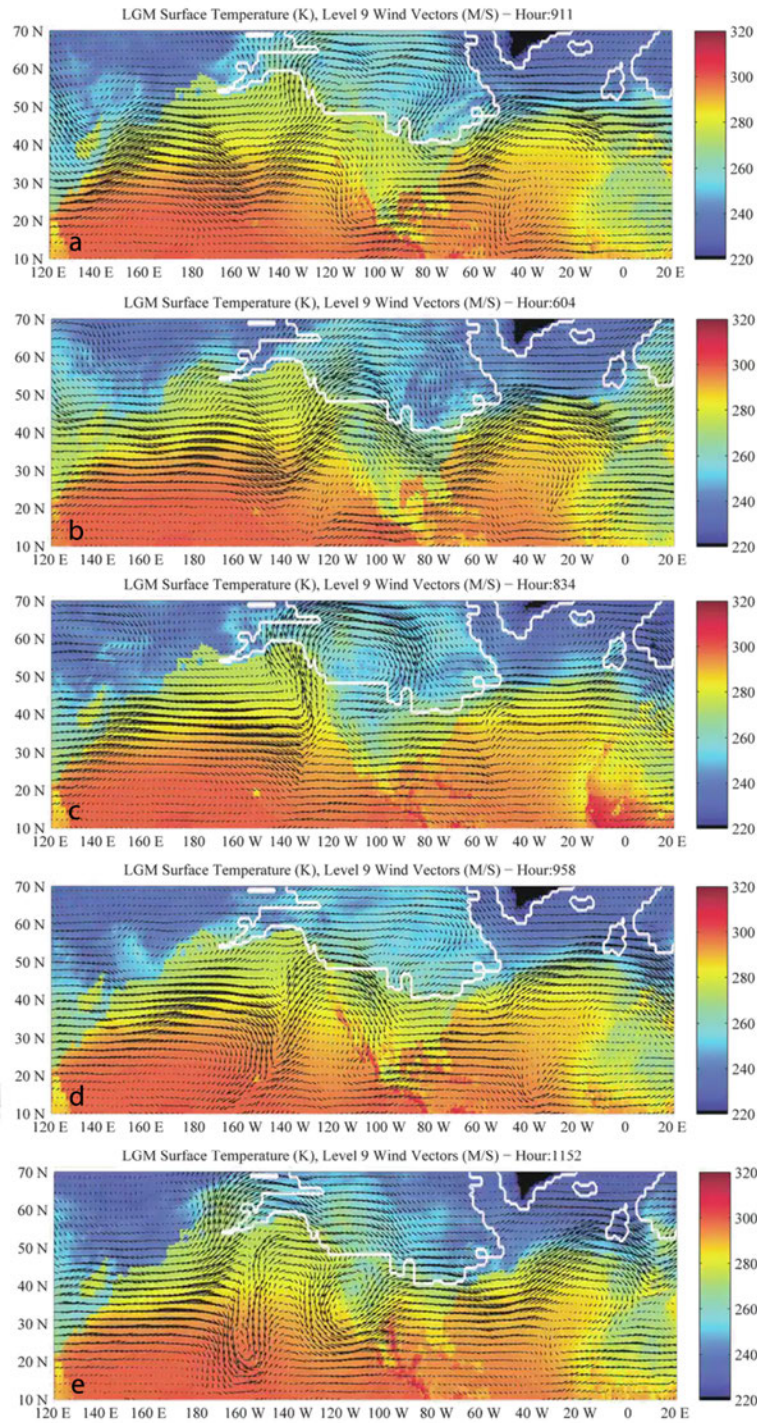 LGM Surface Temperature (K), Level 9 Wind Vectors (M/S) − Hour:911
70 N
60 N
50 N
40 N
30 N
20 N
10 N
a
120 E 140 E 160 E 180 160 W 140 W 120 W 100 W 80 W 60 W 40 W 20 W 0 20 E
320
300
280
260
240
220
LGM Surface Temperature (K), Level 9 Wind Vectors (M/S) − Hour:604
70 N
60 N
50 N
40 N
30 N
20 N
10 N
b
120 E 140 E 160 E 180 160 W 140 W 120 W 100 W 80 W 60 W 40 W 20 W 0 20 E
320
300
280
260
240
220
LGM Surface Temperature (K), Level 9 Wind Vectors (M/S) − Hour:834
70 N
60 N
50 N
40 N
30 N
20 N
10 N
c
120 E 140 E 160 E 180 160 W 140 W 120 W 100 W 80 W 60 W 40 W 20 W 0 20 E
320
300
280
260
240
220
LGM Surface Temperature (K), Level 9 Wind Vectors (M/S) − Hour:958
70 N
60 N
50 N
40 N
30 N
20 N
10 N
d
120 E 140 E 160 E 180 160 W 140 W 120 W 100 W 80 W 60 W 40 W 20 W 0 20 E
320
300
280
260
240
220
LGM Surface Temperature (K), Level 9 Wind Vectors (M/S) − Hour:1152
70 N
60 N
50 N
40 N
30 N
20 N
10 N
e
120 E 140 E 160 E 180 160 W 140 W 120 W 100 W 80 W 60 W 40 W 20 W 0 20 E
320
300
280
260
240
220